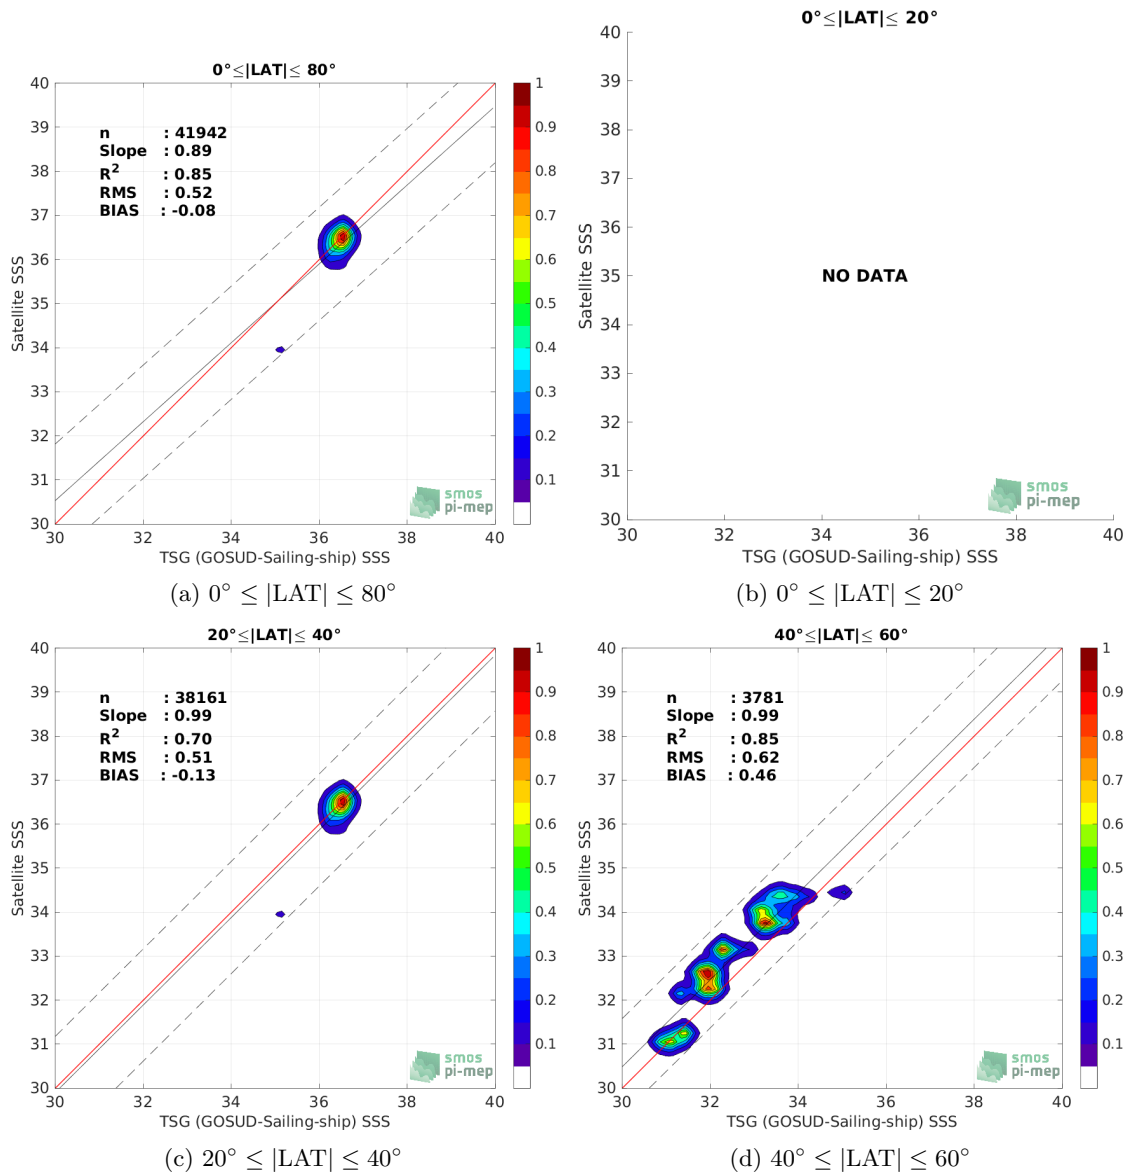 0°≤|LAT|≤ 80°
n : 41942
Slope : 0.89
R² : 0.85
RMS : 0.52
BIAS : -0.08
40
39
38
37
36
35
34
33
32
31
30
30 32 34 36 38 40
1
0.9
0.8
0.7
0.6
0.5
0.4
0.3
0.2
0.1
Satellite SSS
TSG (GOSUD-Sailing-ship) SSS
smos
pi-mep
(a) 0° ≤ |LAT| ≤ 80°
0°≤|LAT|≤ 20°
40
39
38
37
36
35
34
33
32
31
30
30 32 34 36 38 40
NO DATA
Satellite SSS
TSG (GOSUD-Sailing-ship) SSS
smos
pi-mep
(b) 0° ≤ |LAT| ≤ 20°
20°≤|LAT|≤ 40°
n : 38161
Slope : 0.99
R² : 0.70
RMS : 0.51
BIAS : -0.13
40
39
38
37
36
35
34
33
32
31
30
30 32 34 36 38 40
1
0.9
0.8
0.7
0.6
0.5
0.4
0.3
0.2
0.1
Satellite SSS
TSG (GOSUD-Sailing-ship) SSS
smos
pi-mep
(c) 20° ≤ |LAT| ≤ 40°
40°≤|LAT|≤ 60°
n : 3781
Slope : 0.99
R² : 0.85
RMS : 0.62
BIAS : 0.46
40
39
38
37
36
35
34
33
32
31
30
30 32 34 36 38 40
1
0.9
0.8
0.7
0.6
0.5
0.4
0.3
0.2
0.1
Satellite SSS
TSG (GOSUD-Sailing-ship) SSS
smos
pi-mep
(d) 40° ≤ |LAT| ≤ 60°